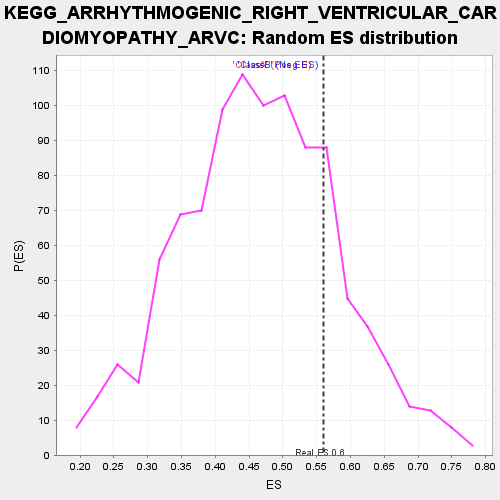 KEGG_ARRHYTHMOGENIC_RIGHT_VENTRICULAR_CAR
DIOMYOPATHY_ARVC: Random ES distribution
110
100
90
80
70
60
50
40
30
20
10
0
P(ES)
Real ES 0.6
0.20 0.25 0.30 0.35 0.40 0.45 0.50 0.55 0.60 0.65 0.70 0.75 0.80
ES